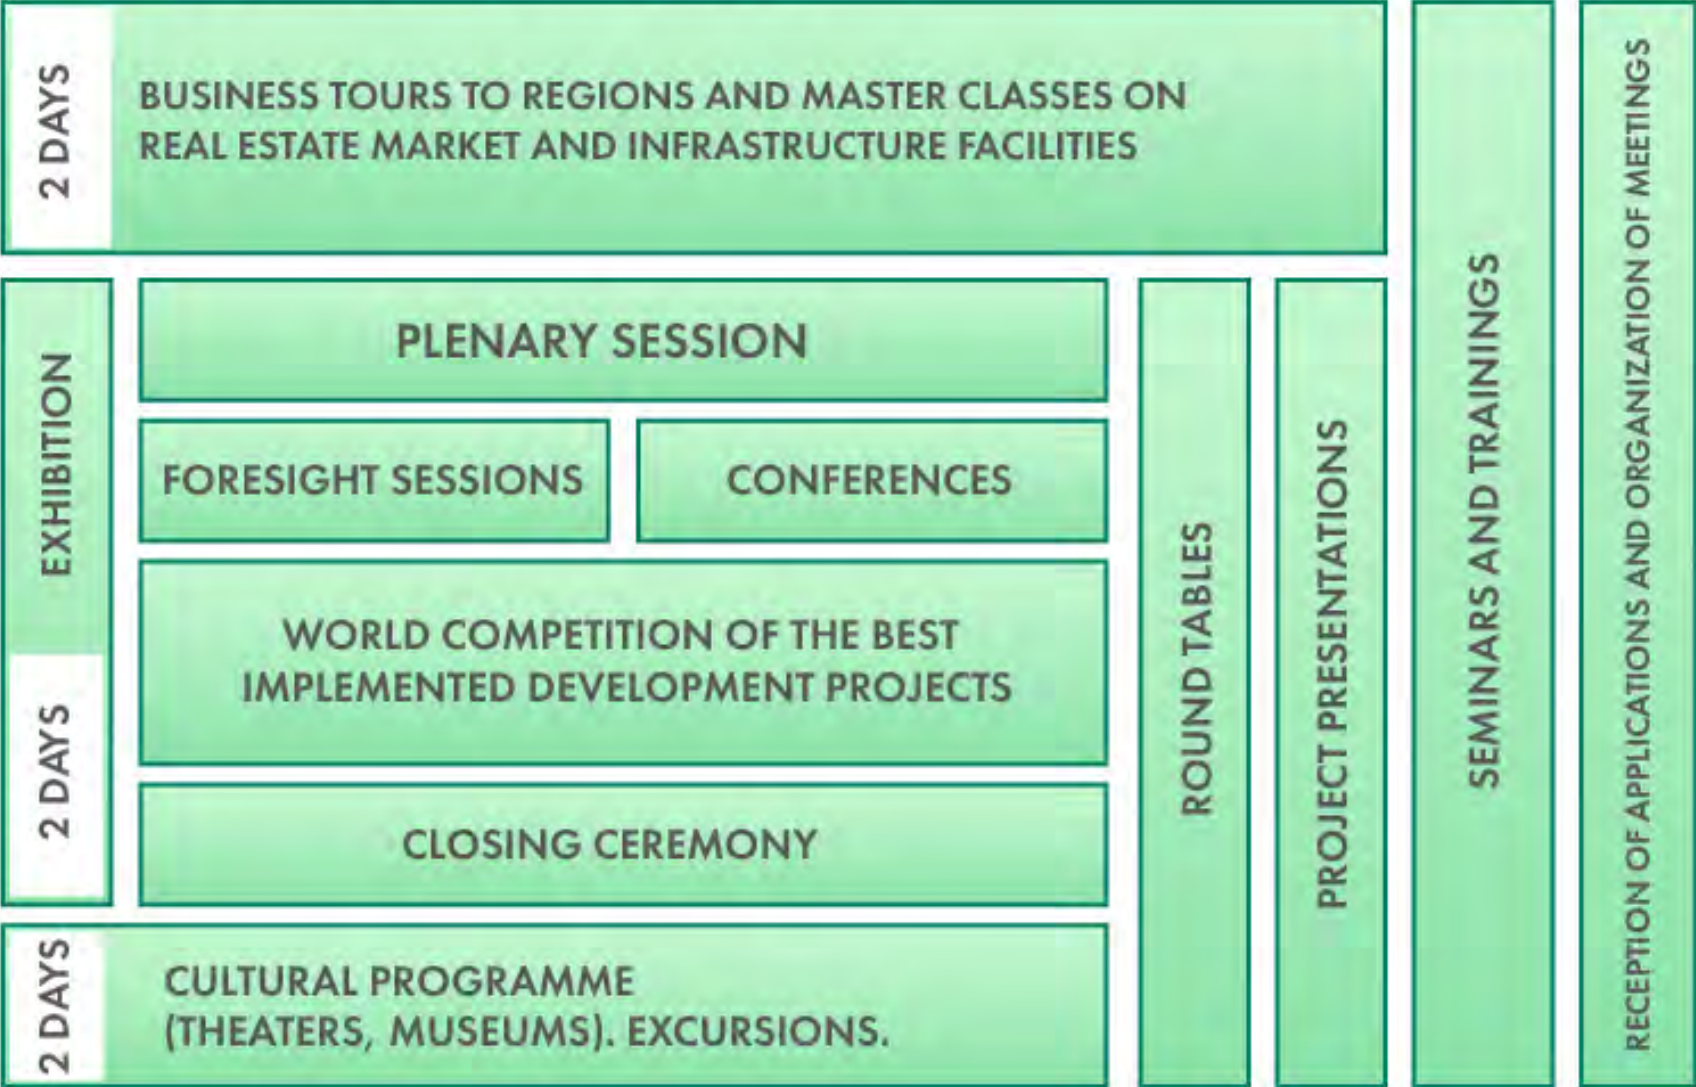 2 DAYS
BUSINESS TOURS TO REGIONS AND MASTER CLASSES ON
REAL ESTATE MARKET AND INFRASTRUCTURE FACILITIES
EXHIBITION
2 DAYS
PLENARY SESSION
FORESIGHT SESSIONS
CONFERENCES
WORLD COMPETITION OF THE BEST
IMPLEMENTED DEVELOPMENT PROJECTS
CLOSING CEREMONY
2 DAYS
CULTURAL PROGRAMME
(THEATERS, MUSEUMS). EXCURSIONS.
ROUND TABLES
PROJECT PRESENTATIONS
SEMINARS AND TRAININGS
RECEPTION OF APPLICATIONS AND ORGANIZATION OF MEETINGS